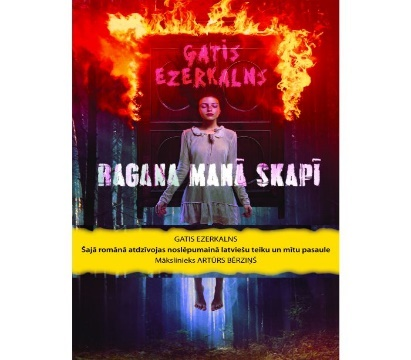 GATIS
EZERKALNS
RAGANA MANĀ SKAPĪ
GATIS EZERKALNS
Šajā romānā atdzīvojas noslēpumainā latviešu teiku un mītu pasaule
Mākslinieks ARTŪRS BĒRZIŅŠ